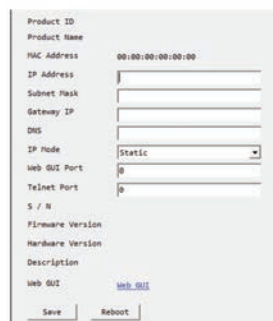 Product ID
Product Name
MAC Address 00:00:00:00:00:00
IP Address
Subnet Mask
Gateway IP
DNS
IP Mode Static
Web GUI Port 0
Telnet Port 0
S / N
Firmware Version
Hardware Version
Description
Web GUI Web GUI
Save Reboot